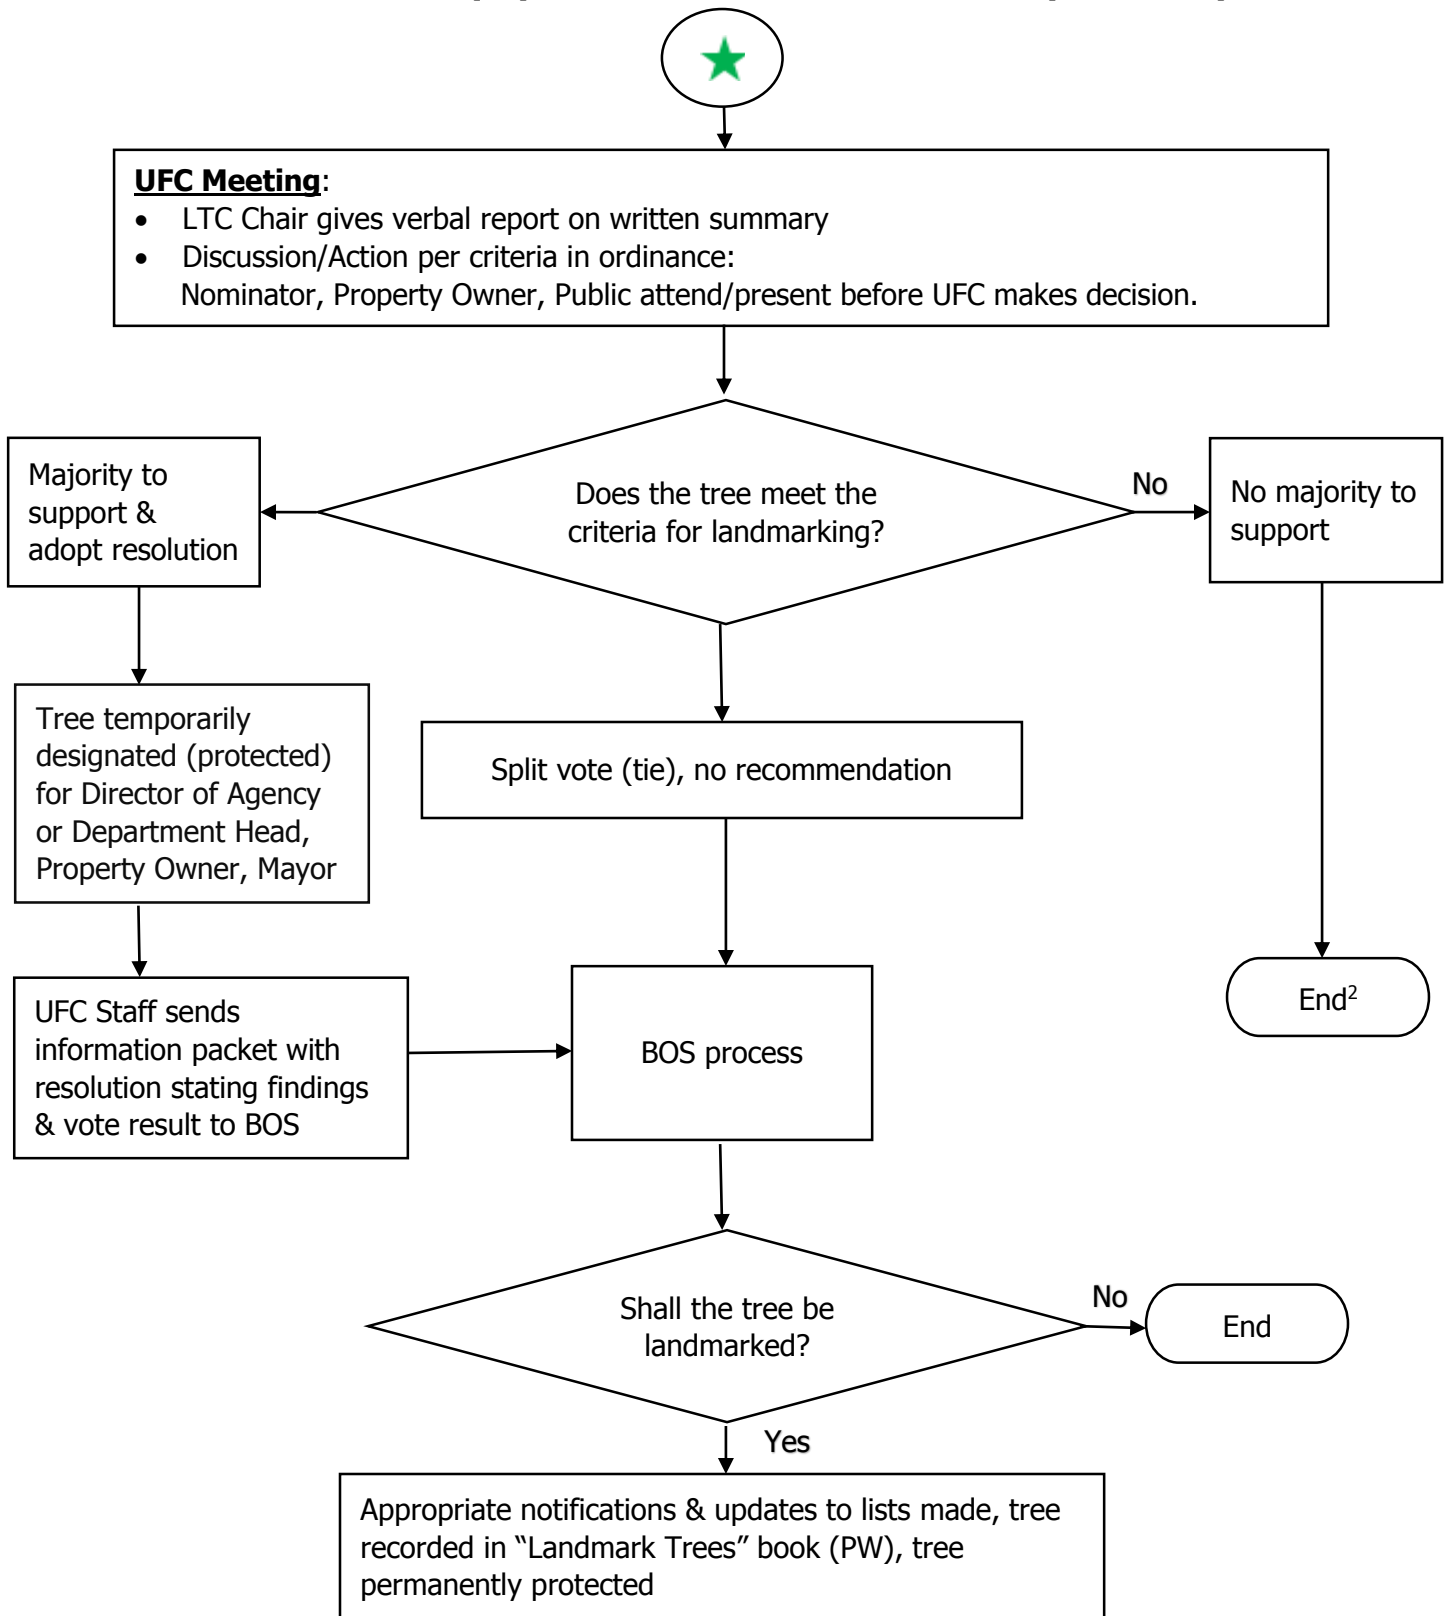 UFC Meeting:
• LTC Chair gives verbal report on written summary
• Discussion/Action per criteria in ordinance:
Nominator, Property Owner, Public attend/present before UFC makes decision.
Majority to
support &
adopt resolution
Does the tree meet the
criteria for landmarking?
No
No majority to
support
Tree temporarily
designated (protected)
for Director of Agency
or Department Head,
Property Owner, Mayor
Split vote (tie), no recommendation
UFC Staff sends
information packet with
resolution stating findings
& vote result to BOS
BOS process
End²
Shall the tree be
landmarked?
No
End
Yes
Appropriate notifications & updates to lists made, tree
recorded in “Landmark Trees” book (PW), tree
permanently protected